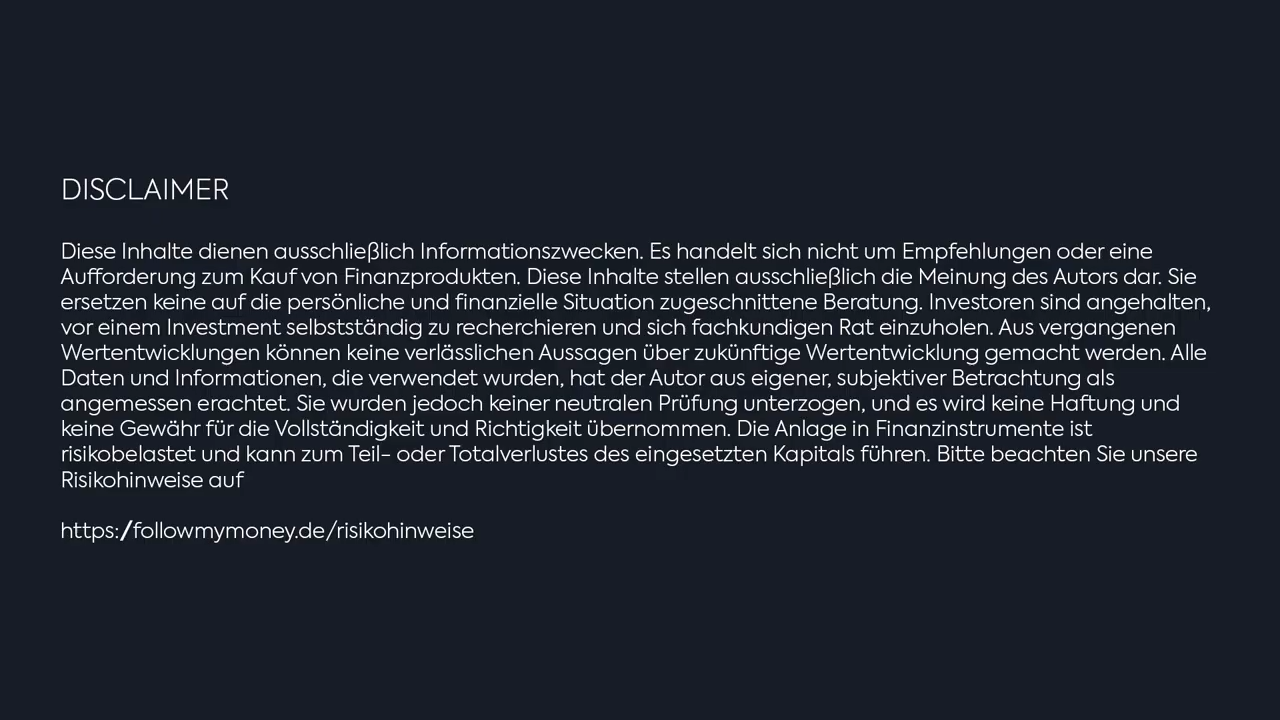 DISCLAIMER
Diese Inhalte dienen ausschließlich Informationszwecken. Es handelt sich nicht um Empfehlungen oder eine
Aufforderung zum Kauf von Finanzprodukten. Diese Inhalte stellen ausschließlich die Meinung des Autors dar. Sie
ersetzen keine auf die persönliche und finanzielle Situation zugeschnittene Beratung. Investoren sind angehalten,
vor einem Investment selbstständig zu recherchieren und sich fachkundigen Rat einzuholen. Aus vergangenen
Wertentwicklungen können keine verlässlichen Aussagen über zukünftige Wertentwicklung gemacht werden. Alle
Daten und Informationen, die verwendet wurden, hat der Autor aus eigener, subjektiver Betrachtung als
angemessen erachtet. Sie wurden jedoch keiner neutralen Prüfung unterzogen, und es wird keine Haftung und
keine Gewähr für die Vollständigkeit und Richtigkeit übernommen. Die Anlage in Finanzinstrumente ist
risikobelastet und kann zum Teil- oder Totalverlustes des eingesetzten Kapitals führen. Bitte beachten Sie unsere
Risikohinweise auf
https://followmymoney.de/risikohinweise